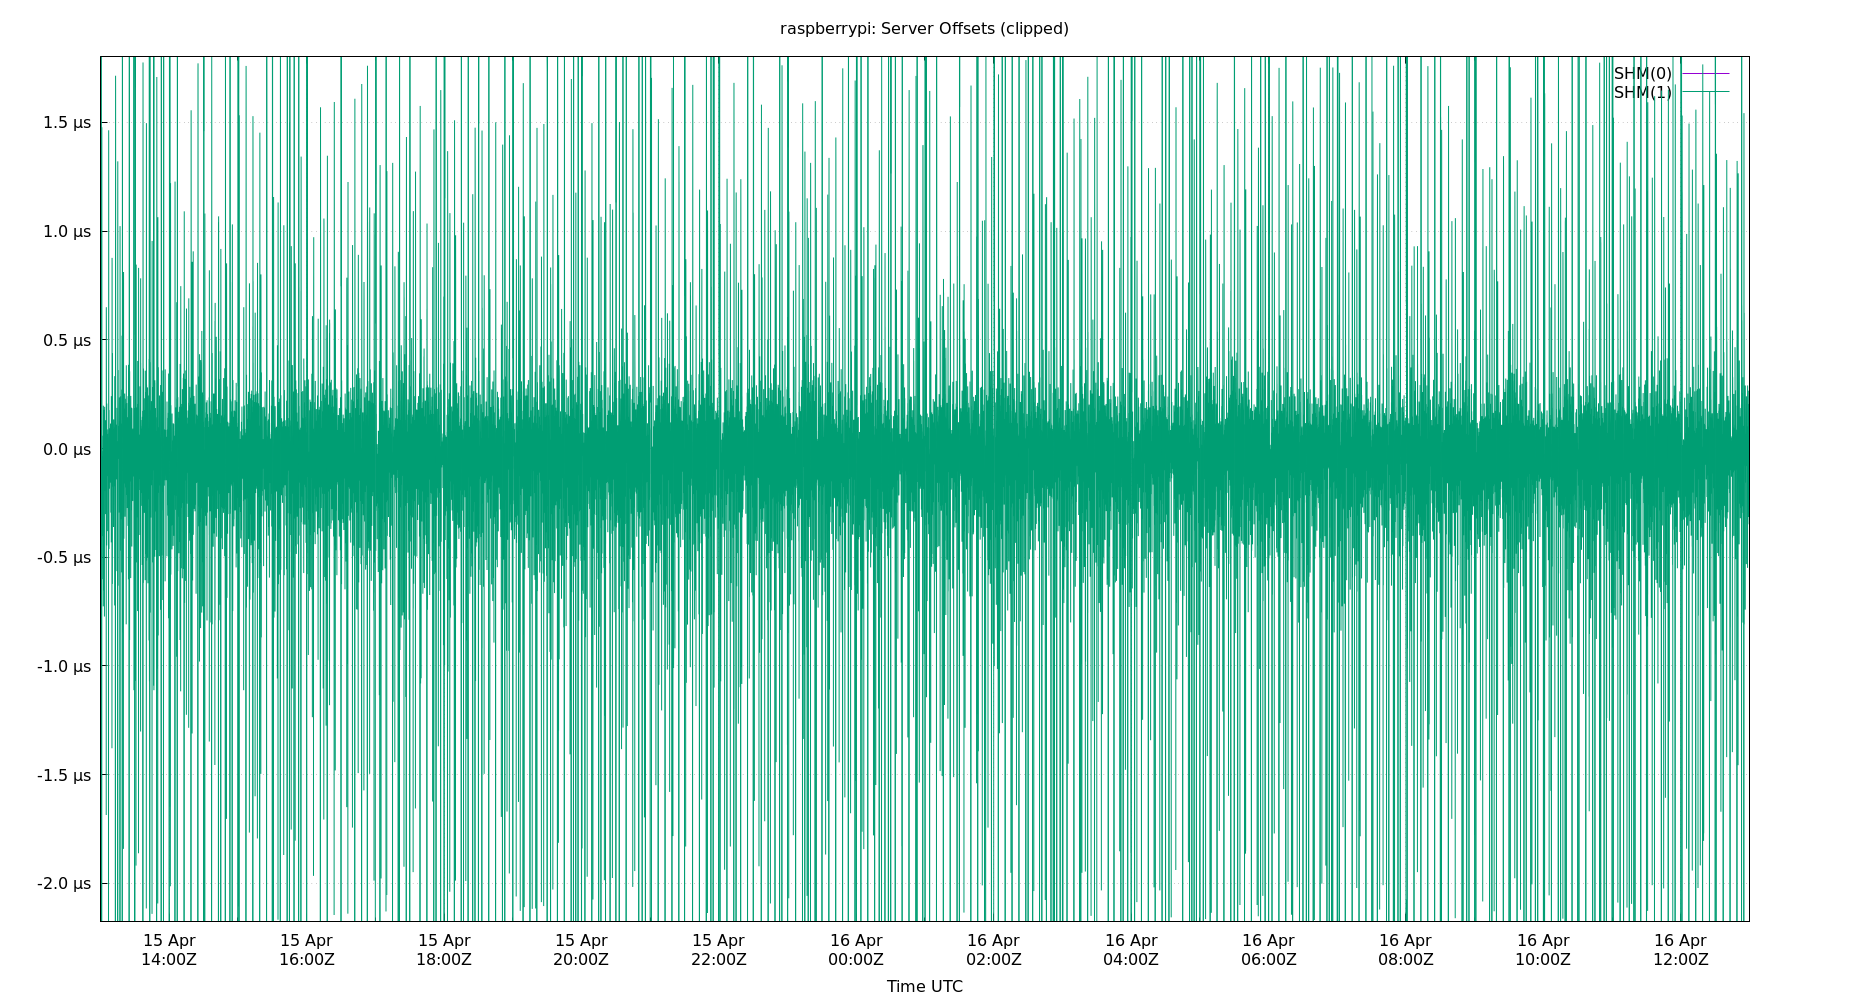 raspberrypi: Server Offsets (clipped)
SHM(0)
SHM(1)
1.5 µs
1.0 µs
0.5 µs
0.0 µs
-0.5 µs
-1.0 µs
-1.5 µs
-2.0 µs
15 Apr 15 Apr 15 Apr 15 Apr 15 Apr 16 Apr 16 Apr 16 Apr 16 Apr 16 Apr 16 Apr 16 Apr
14:00Z 16:00Z 18:00Z 20:00Z 22:00Z 00:00Z 02:00Z 04:00Z 06:00Z 08:00Z 10:00Z 12:00Z
Time UTC